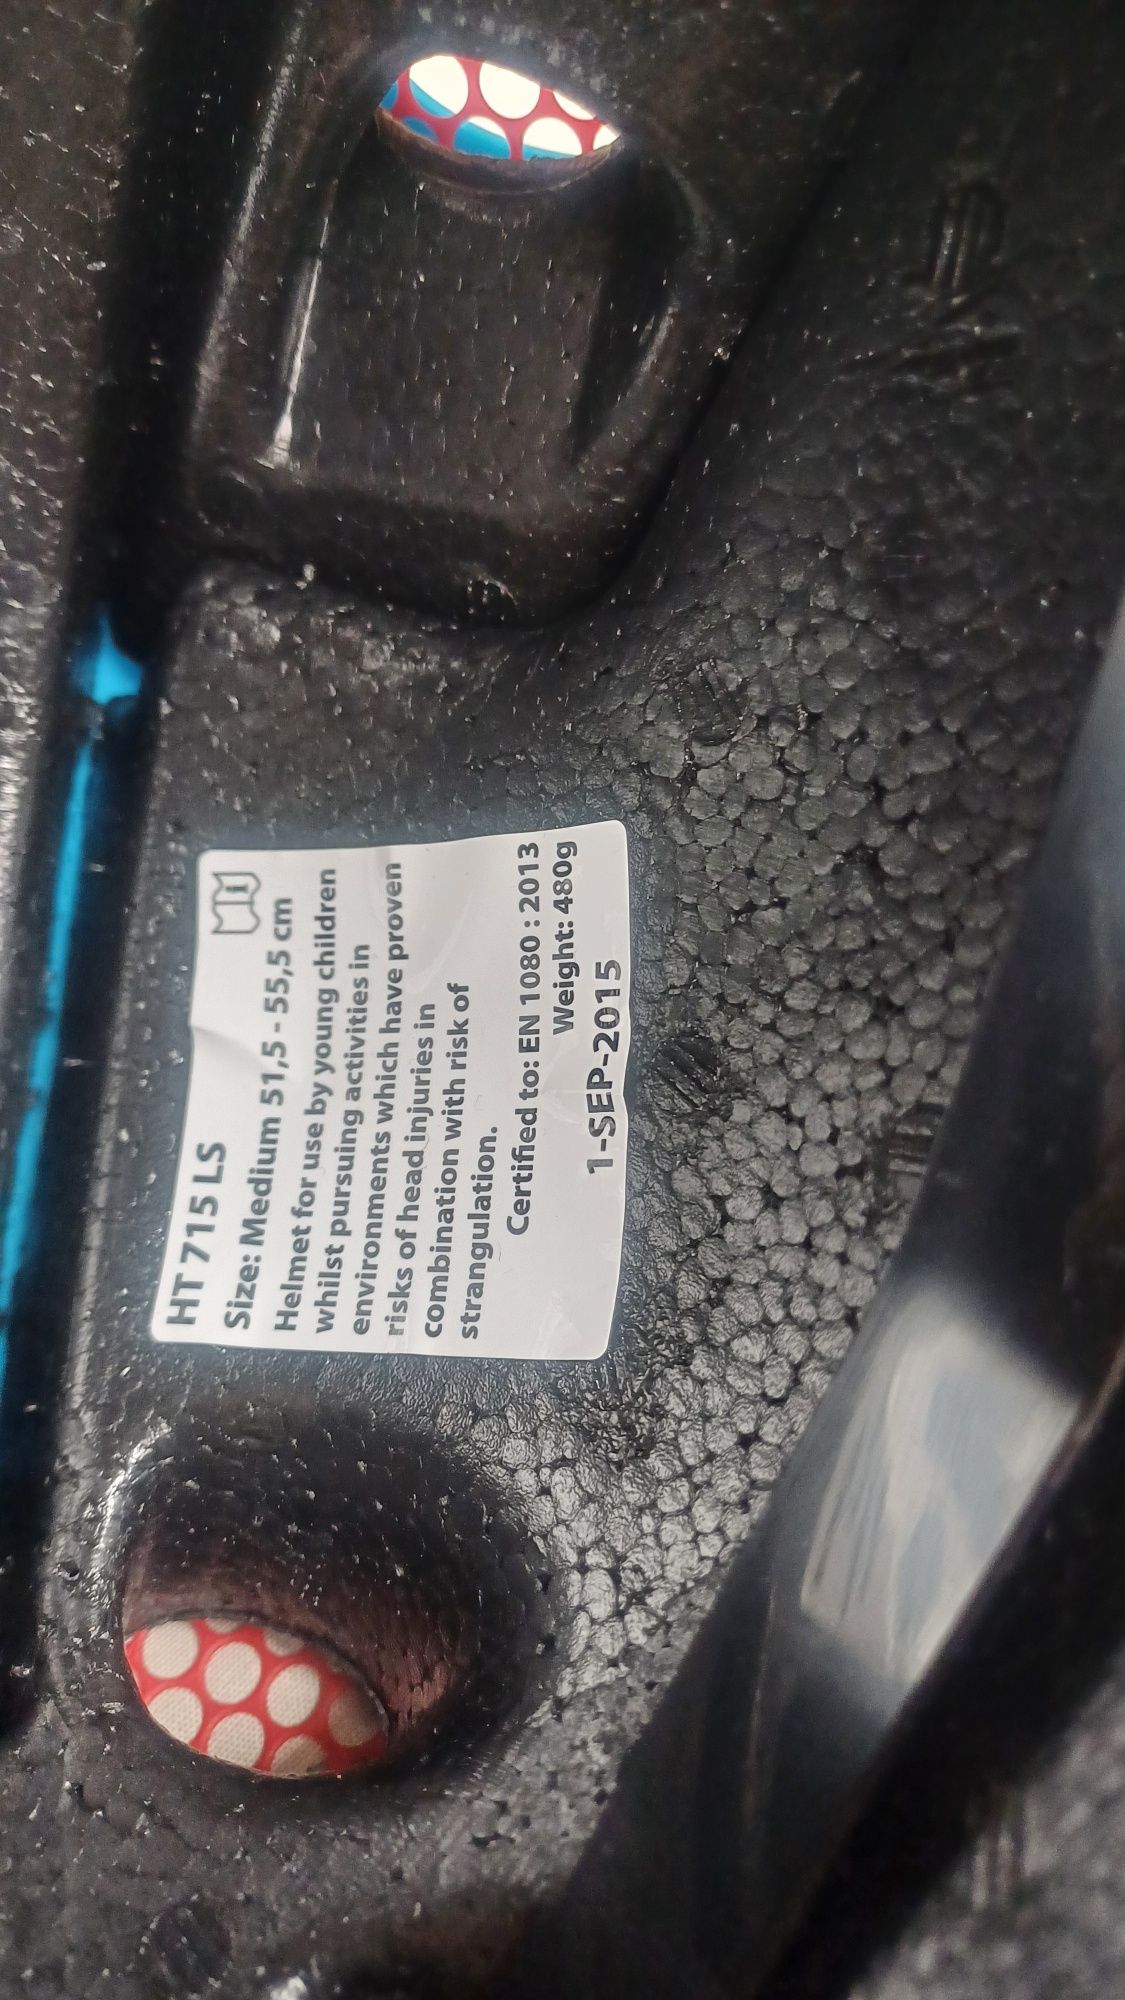 HT 715 LS
Size: Medium 51,5 - 55,5 cm
Helmet for use by young children
whilst pursuing activities in
environments which have proven
risks of head injuries in
combination with risk of
strangulation.
Certified to: EN 1080 : 2013
Weight: 480g
1-SEP-2015